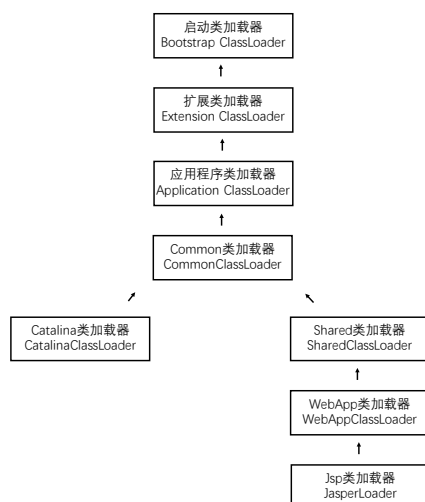 启动类加载器
Bootstrap ClassLoader
扩展类加载器
Extension ClassLoader
应用程序类加载器
Application ClassLoader
Common类加载器
CommonClassLoader
Catalina类加载器
CatalinaClassLoader
Shared类加载器
SharedClassLoader
WebApp类加载器
WebAppClassLoader
Jsp类加载器
JasperLoader